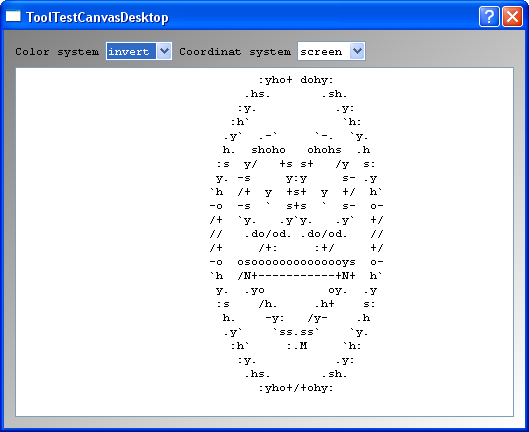 ToolTestCanvasDesktop
Color system invert Coordinat system screen
:yho+ dohy:
.hs. .sh.
:y. .y:
:h` `h:
.y` .-` `-. `y.
h. shoho ohohs .h
:s y/ +s s+ /y s:
y. -s y:y s- .y
`h /+ y +s+ y +/ h`
-o -s ` s+s ` s- o-
/+ `y. .y`y. .y` +/
// .do/od. .do/od. //
/+ /+: :+/ +/
-o osoooooooooooooys o-
`h /N+-----------+N+ h`
y. .yo oy. .y
:s /h. .h+ s:
h. -y: /y- .h
.y` `ss.ss` `y.
:h` :.M `h:
:y. .y:
.hs. .sh.
:yho+/+ohy: